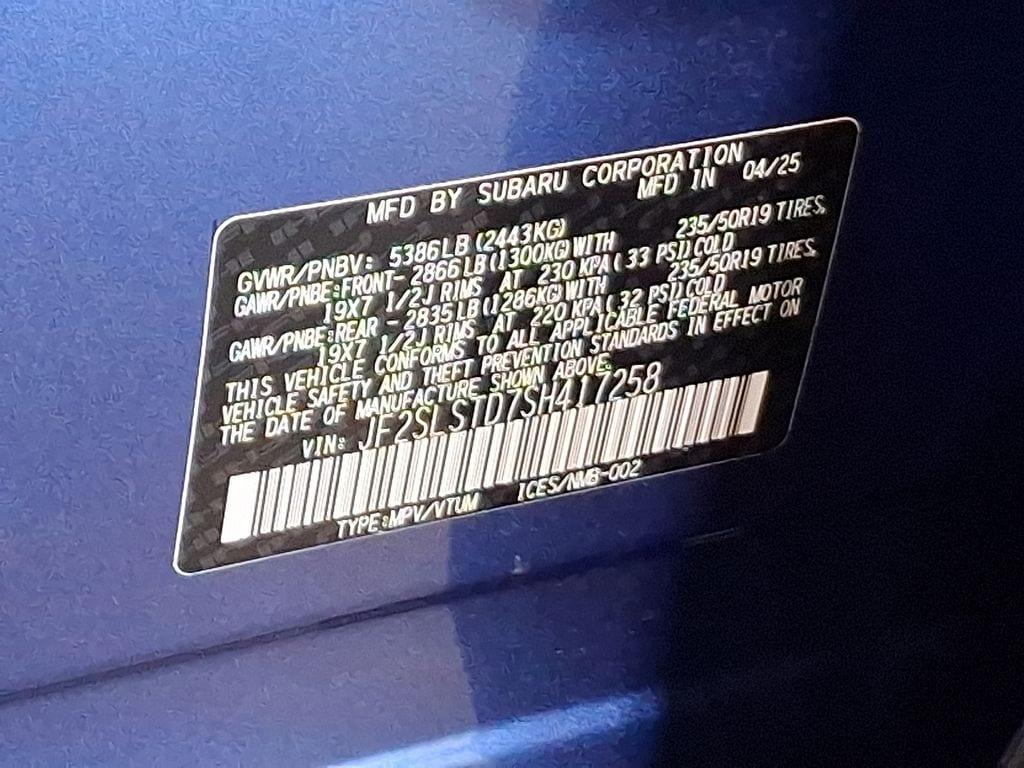 MFD BY SUBARU CORPORATION
MFD IN 04/25
GVWR/PNBV: 5386LB(2443KG)
GAWR/PNBE:FRONT- 2866LB(1300KG)WITH 235/50R19 TIRES,
19X7 1/2J RIMS AT 230 KPA( 33 PSI)COLD
GAWR/PNBE:REAR - 2835LB(1286KG)WITH 235/50R19 TIRES,
19X7 1/2J RIMS AT 220 KPA( 32 PSI)COLD
THIS VEHICLE CONFORMS TO ALL APPLICABLE FEDERAL MOTOR
VEHICLE SAFETY AND THEFT PREVENTION STANDARDS IN EFFECT ON
THE DATE OF MANUFACTURE SHOWN ABOVE.
VIN: JF2SLSTD7SH417258
TYPE:MPV/VTUM ICES/NMB-002